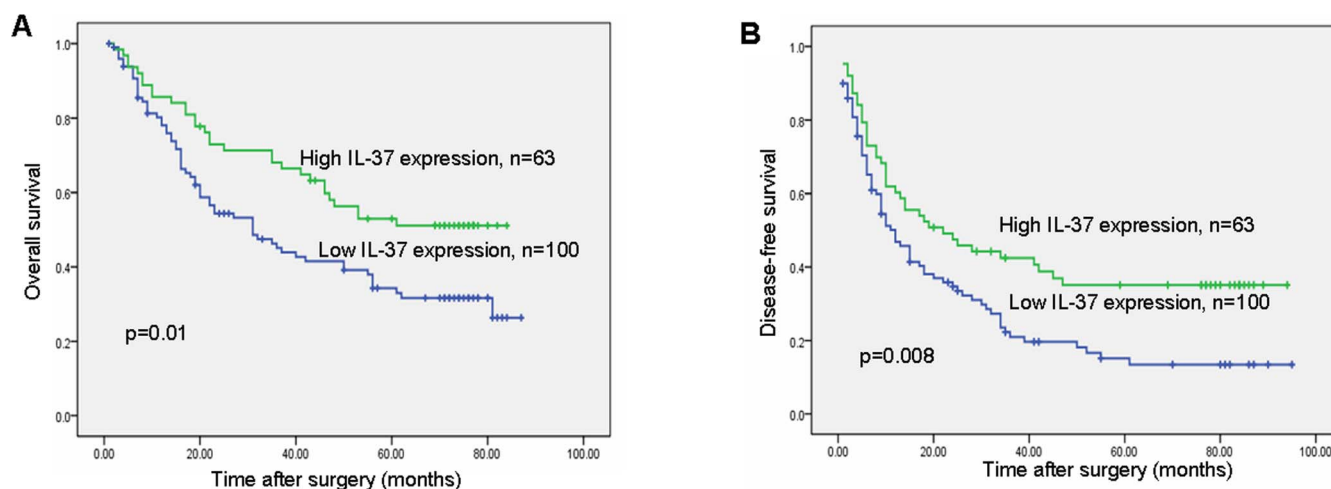 A
Overall survival
1.0
0.8
0.6
0.4
0.2
0.0
High IL-37 expression, n=63
Low IL-37 expression, n=100
p=0.01
0.00 20.00 40.00 60.00 80.00 100.00
Time after surgery (months)
B
Disease-free survival
1.0
0.8
0.6
0.4
0.2
0.0
High IL-37 expression, n=63
Low IL-37 expression, n=100
p=0.008
0.00 20.00 40.00 60.00 80.00 100.00
Time after surgery (months)